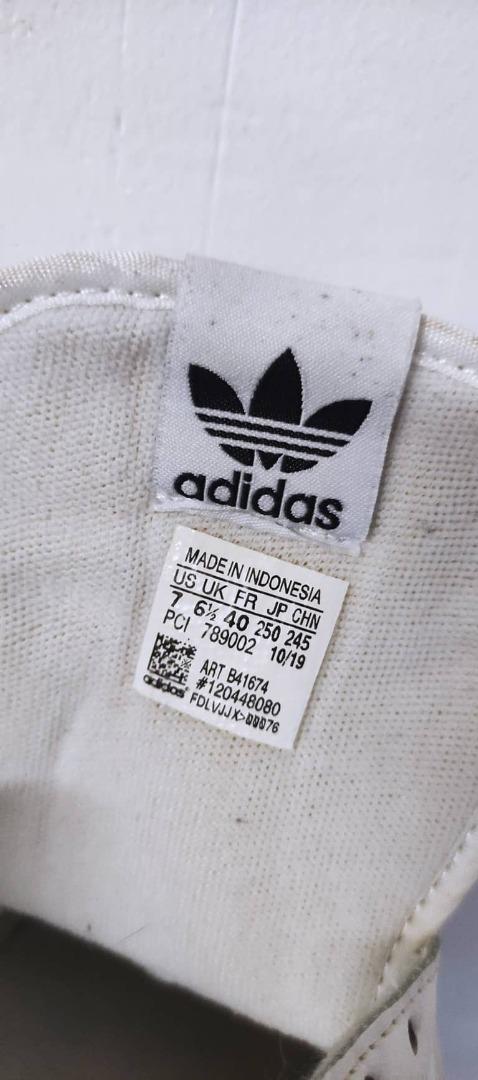 adidas
MADE IN INDONESIA
US UK FR JP CHN
7 6½ 40 250 245
PCI 789002 10/19
ART B41674
#120448080
adidas